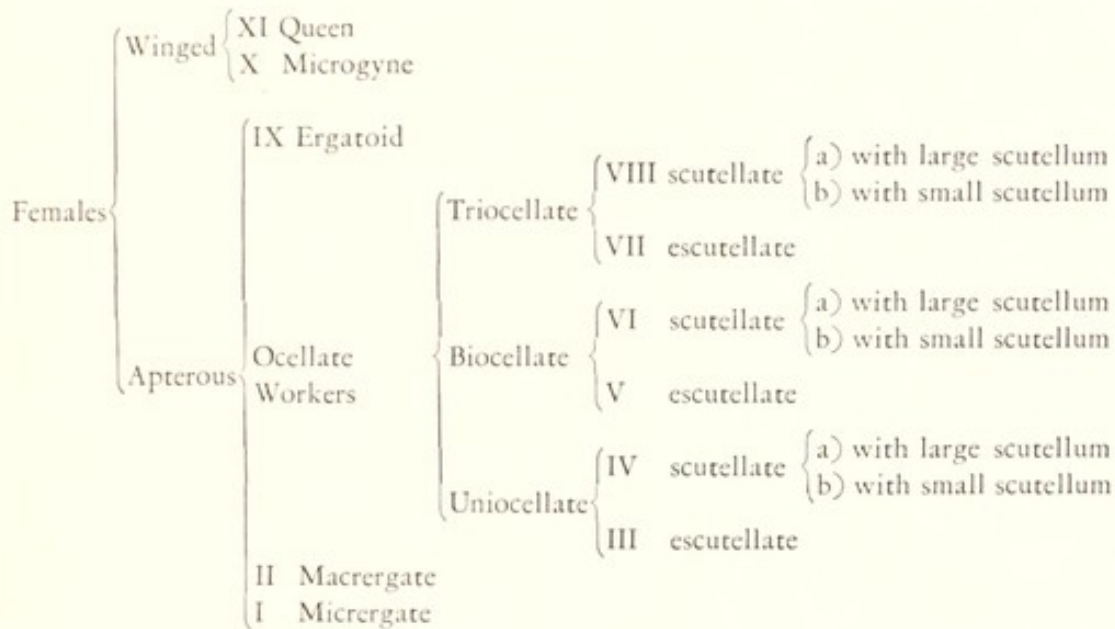 XI Queen
Winged
X Microgyne
IX Ergatoid
a) with large scutellum
VIII scutellate
b) with small scutellum
Females
Triocellate
VII escutellate
a) with large scutellum
VI scutellate
b) with small scutellum
Ocellate
Biocellate
Apterous
Workers
V escutellate
a) with large scutellum
IV scutellate
b) with small scutellum
Uniocellate
III escutellate
II Macrergate
I Micrergate